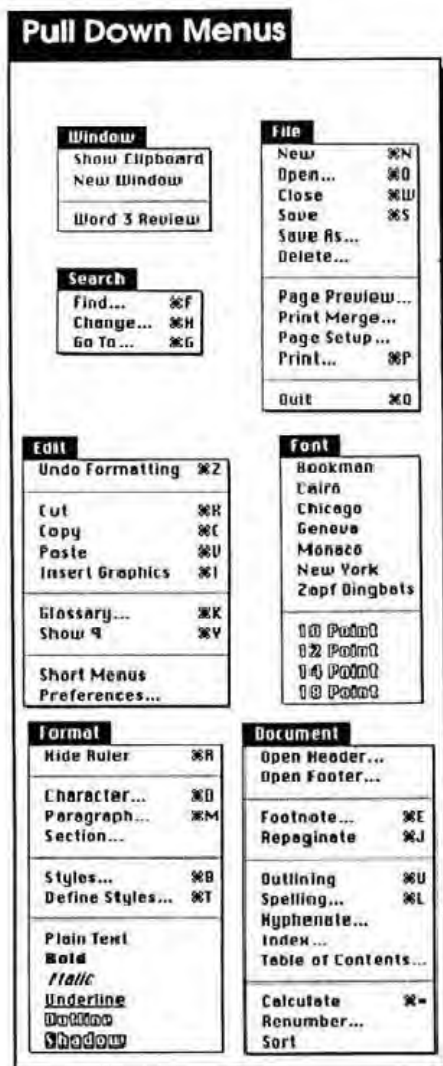 Pull Down Menus
Window
Show Clipboard
New Window
Word 3 Review
Search
Find... ⌘F
Change... ⌘H
Go To... ⌘G
File
New ⌘N
Open... ⌘O
Close ⌘W
Save ⌘S
Save As...
Delete...
Page Preview...
Print Merge...
Page Setup...
Print... ⌘P
Quit ⌘Q
Edit
Undo Formatting ⌘Z
Cut ⌘X
Copy ⌘C
Paste ⌘V
Insert Graphics ⌘I
Glossary... ⌘K
Show ¶ ⌘Y
Short Menus
Preferences...
Font
Bookman
Cairo
Chicago
Geneva
Monaco
New York
Zapf Dingbats
10 Point
12 Point
14 Point
18 Point
Format
Hide Ruler ⌘R
Character... ⌘D
Paragraph... ⌘M
Section...
Styles... ⌘B
Define Styles... ⌘T
Plain Text
Bold
Italic
Underline
Outline
Shadow
Document
Open Header...
Open Footer...
Footnote... ⌘E
Repaginate ⌘J
Outlining ⌘U
Spelling... ⌘L
Hyphenate...
Index...
Table of Contents...
Calculate ⌘=
Renumber...
Sort